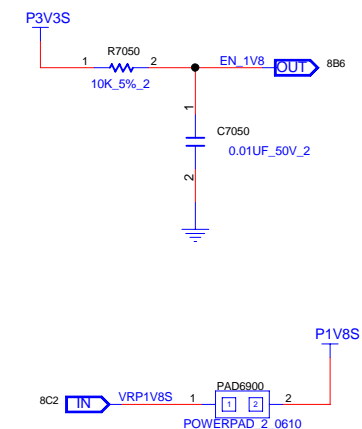 P3V3S
R7050
1 2
10K_5%_2
EN_1V8
OUT
8B6
1
C7050
0.01UF_50V_2
2
P1V8S
8C2
IN
VRP1V8S
PAD6900
1 1 2 2
POWERPAD_2_0610